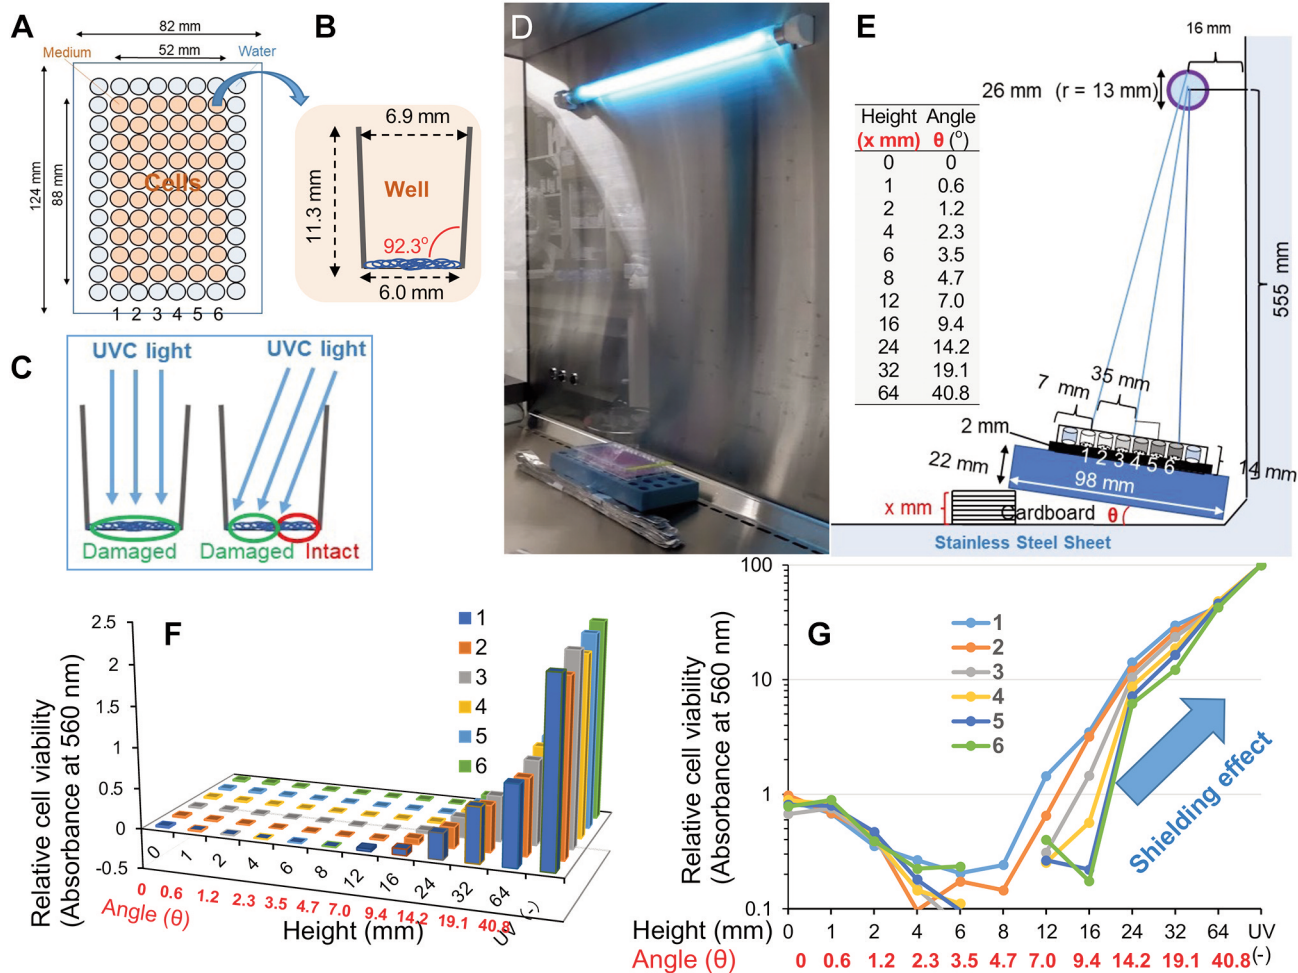 A
82 mm
Medium
52 mm
Water
124 mm
88 mm
Cells
1 2 3 4 5 6
B
6.9 mm
11.3 mm
Well
92.3°
6.0 mm
C
UVC light
UVC light
Damaged
Damaged
Intact
D
E
16 mm
26 mm (r = 13 mm)
Height Angle
(x mm) θ (°)
0 0
1 0.6
2 1.2
4 2.3
6 3.5
8 4.7
12 7.0
16 9.4
24 14.2
32 19.1
64 40.8
555 mm
35 mm
7 mm
2 mm
1 2 3 4 5 6
22 mm
14 mm
98 mm
x mm
Cardboard θ
Stainless Steel Sheet
F
Relative cell viability
(Absorbance at 560 nm)
2.5
2
1.5
1
0.5
0
-0.5
1
2
3
4
5
6
0 1 2 4 6 8 12 16 24 32 64 UV (-)
0 0.6 1.2 2.3 3.5 4.7 7.0 9.4 14.2 19.1 40.8
Angle (θ)
Height (mm)
G
Relative cell viability
(Absorbance at 560 nm)
100
10
1
0.1
1
2
3
4
5
6
Shielding effect
Height (mm) 0 1 2 4 6 8 12 16 24 32 64 UV
Angle (θ) 0 0.6 1.2 2.3 3.5 4.7 7.0 9.4 14.2 19.1 40.8 (-)